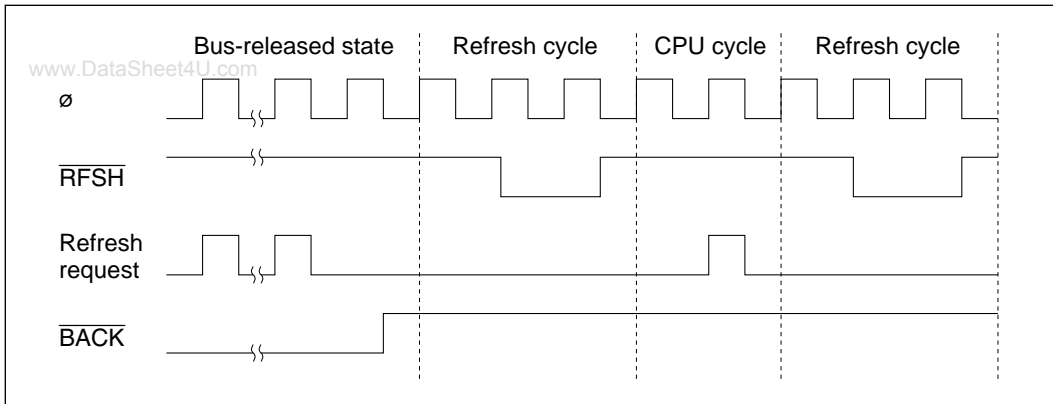 Bus-released state Refresh cycle CPU cycle Refresh cycle
www.DataSheet4U.com
ø
RFSH
Refresh
request
BACK